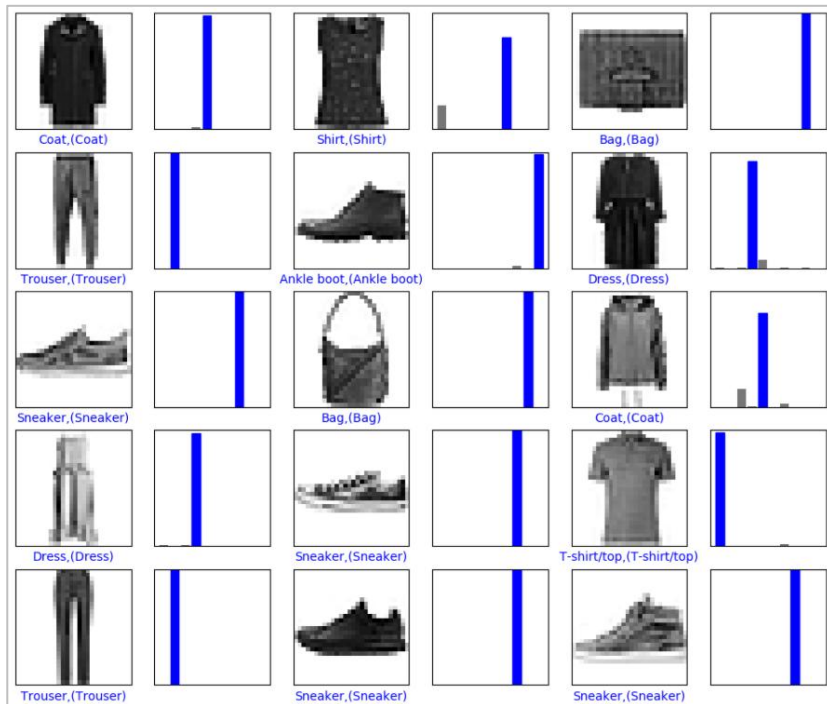 Coat,(Coat)
Shirt,(Shirt)
Bag,(Bag)
Trouser,(Trouser)
Ankle boot,(Ankle boot)
Dress,(Dress)
Sneaker,(Sneaker)
Bag,(Bag)
Coat,(Coat)
Dress,(Dress)
Sneaker,(Sneaker)
T-shirt/top,(T-shirt/top)
Trouser,(Trouser)
Sneaker,(Sneaker)
Sneaker,(Sneaker)